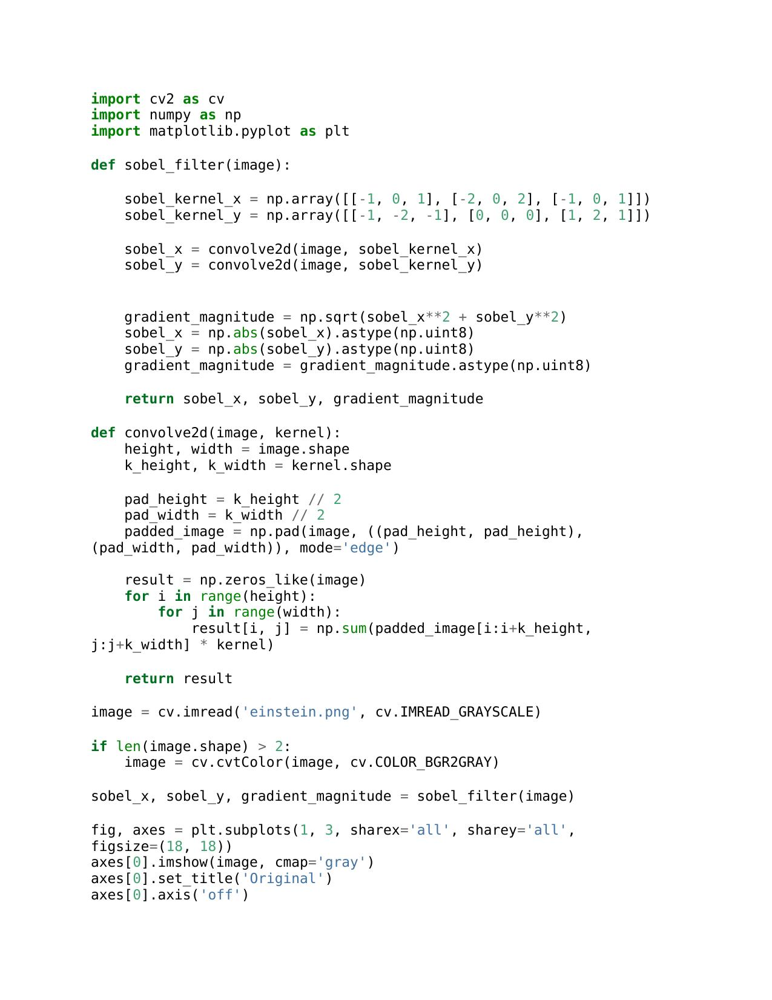 import cv2 as cv
import numpy as np
import matplotlib.pyplot as plt
def sobel_filter(image):
    sobel_kernel_x = np.array([[-1, 0, 1], [-2, 0, 2], [-1, 0, 1]])
    sobel_kernel_y = np.array([[-1, -2, -1], [0, 0, 0], [1, 2, 1]])
    sobel_x = convolve2d(image, sobel_kernel_x)
    sobel_y = convolve2d(image, sobel_kernel_y)
    gradient_magnitude = np.sqrt(sobel_x**2 + sobel_y**2)
    sobel_x = np.abs(sobel_x).astype(np.uint8)
    sobel_y = np.abs(sobel_y).astype(np.uint8)
    gradient_magnitude = gradient_magnitude.astype(np.uint8)
    return sobel_x, sobel_y, gradient_magnitude
def convolve2d(image, kernel):
    height, width = image.shape
    k_height, k_width = kernel.shape
    pad_height = k_height // 2
    pad_width = k_width // 2
    padded_image = np.pad(image, ((pad_height, pad_height),
(pad_width, pad_width)), mode='edge')
    result = np.zeros_like(image)
    for i in range(height):
        for j in range(width):
            result[i, j] = np.sum(padded_image[i:i+k_height,
j:j+k_width] * kernel)
    return result
image = cv.imread('einstein.png', cv.IMREAD_GRAYSCALE)
if len(image.shape) > 2:
    image = cv.cvtColor(image, cv.COLOR_BGR2GRAY)
sobel_x, sobel_y, gradient_magnitude = sobel_filter(image)
fig, axes = plt.subplots(1, 3, sharex='all', sharey='all',
figsize=(18, 18))
axes[0].imshow(image, cmap='gray')
axes[0].set_title('Original')
axes[0].axis('off')